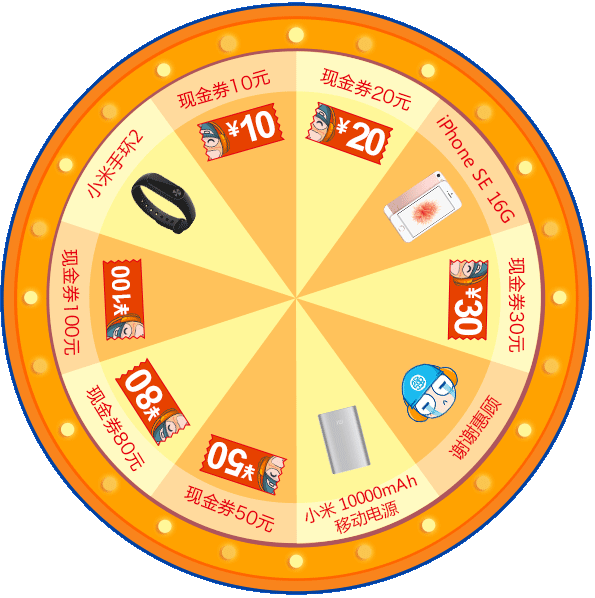 现金券10元
¥10
现金券20元
¥20
iPhone SE 16G
现金券30元
¥30
谢谢惠顾
小米 10000mAh
移动电源
现金券50元
¥50
现金券80元
¥80
现金券100元
¥100
小米手环2